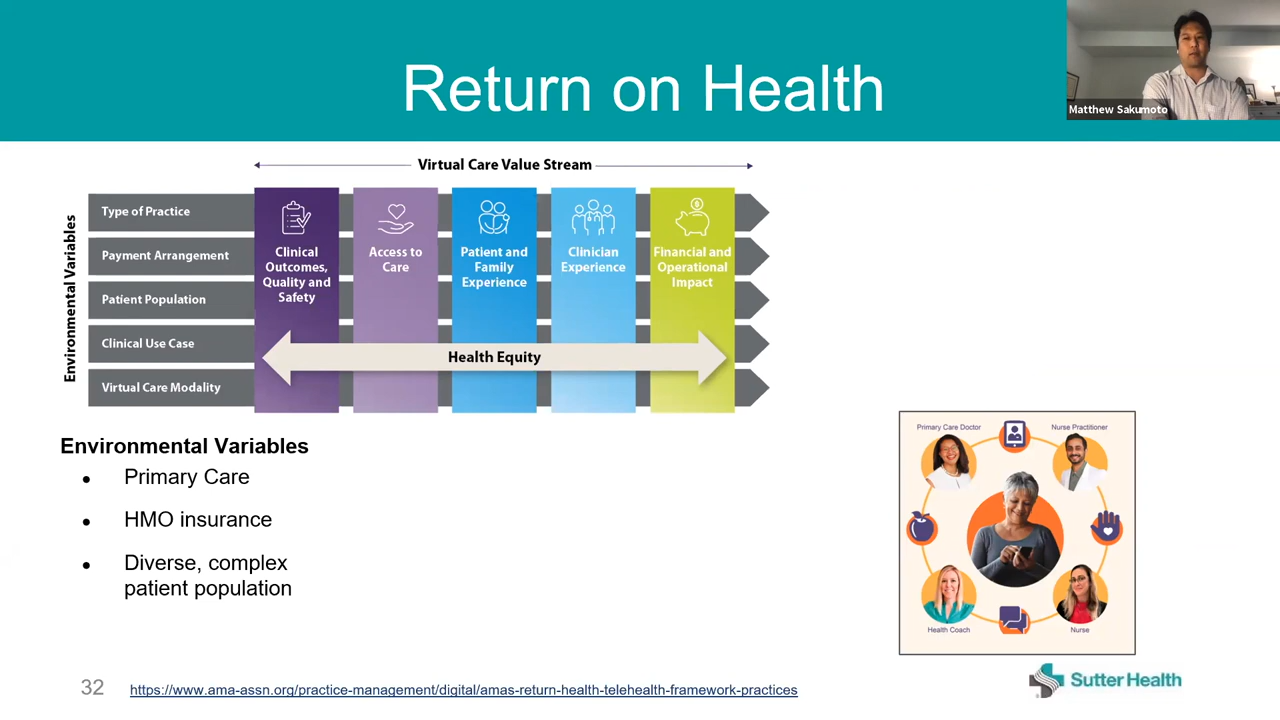 Return on Health
Matthew Sakumoto
Virtual Care Value Stream
Environmental Variables
Type of Practice
Payment Arrangement
Patient Population
Clinical Use Case
Virtual Care Modality
Clinical
Outcomes,
Quality and
Safety
Access to
Care
Patient and
Family
Experience
Clinician
Experience
Financial and
Operational
Impact
Health Equity
Environmental Variables
• Primary Care
• HMO insurance
• Diverse, complex
patient population
Primary Care Doctor
Nurse Practitioner
Health Coach
Nurse
32
https://www.ama-assn.org/practice-management/digital/amas-return-health-telehealth-framework-practices
Sutter Health